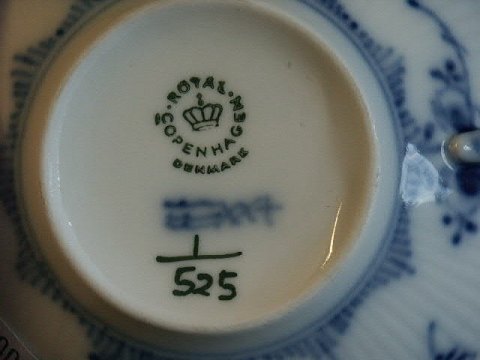 ROYAL
COPENHAGEN
DENMARK
1
525